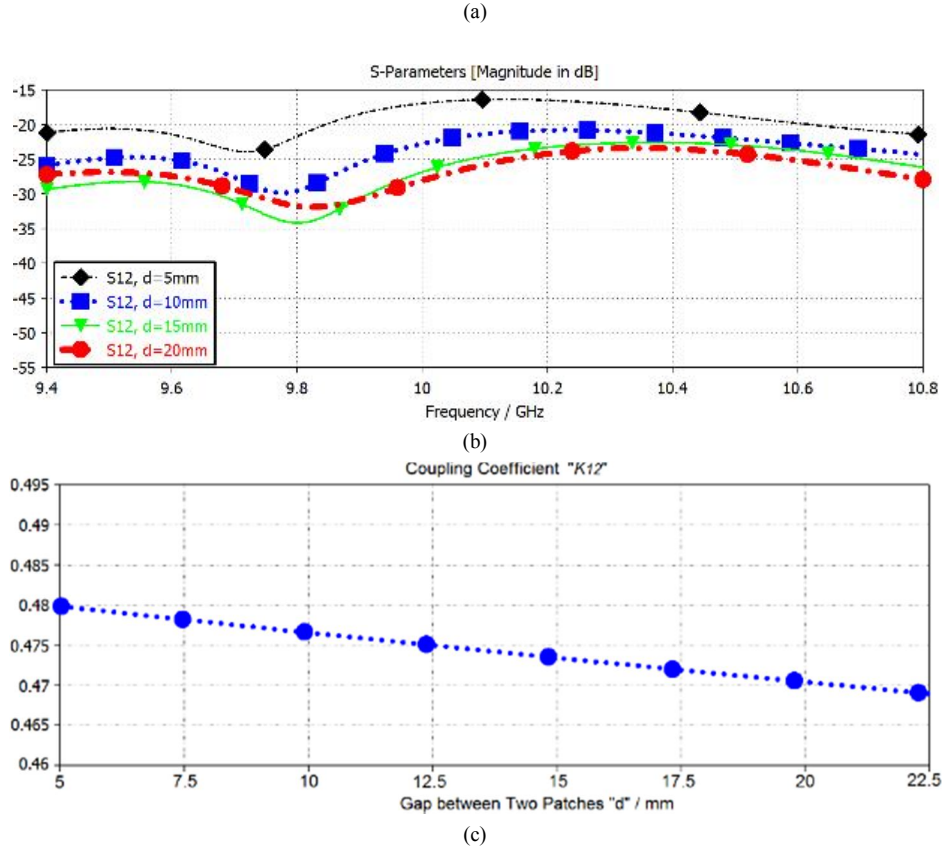 (a)
S-Parameters [Magnitude in dB]
-15
-20
-25
-30
-35
-40
-45
-50
-55
S12, d=5mm
S12, d=10mm
S12, d=15mm
S12, d=20mm
9.4 9.6 9.8 10 10.2 10.4 10.6 10.8
Frequency / GHz
(b)
Coupling Coefficient "K12"
0.495
0.49
0.485
0.48
0.475
0.47
0.465
0.46
5 7.5 10 12.5 15 17.5 20 22.5
Gap between Two Patches "d" / mm
(c)